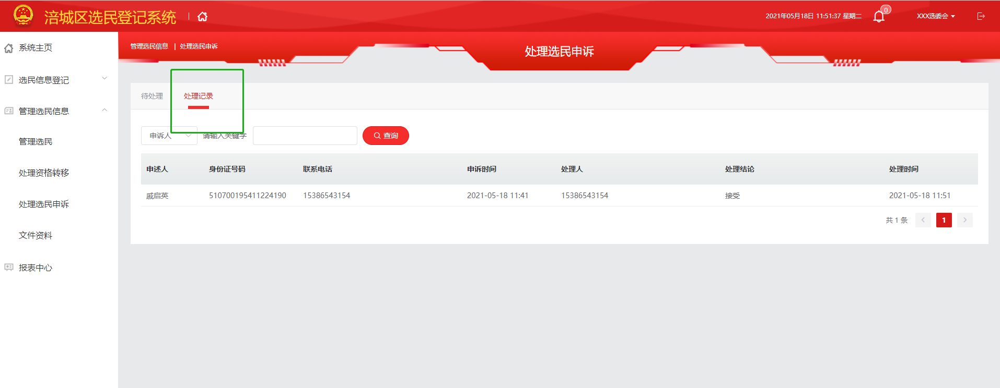 涪城区选民登记系统
2021年05月18日 11:51:37 星期二
0
XXX选委会
系统主页
选民信息登记
管理选民信息
管理选民
处理资格转移
处理选民申诉
文件资料
报表中心
管理选民信息 | 处理选民申诉
处理选民申诉
待处理 处理记录
申诉人 请输入关键字 查询
申述人 身份证号码 联系电话 申诉时间 处理人 处理结论 处理时间
戚启英 510700195411224190 15386543154 2021-05-18 11:41 15386543154 接受 2021-05-18 11:51
共 1 条 1